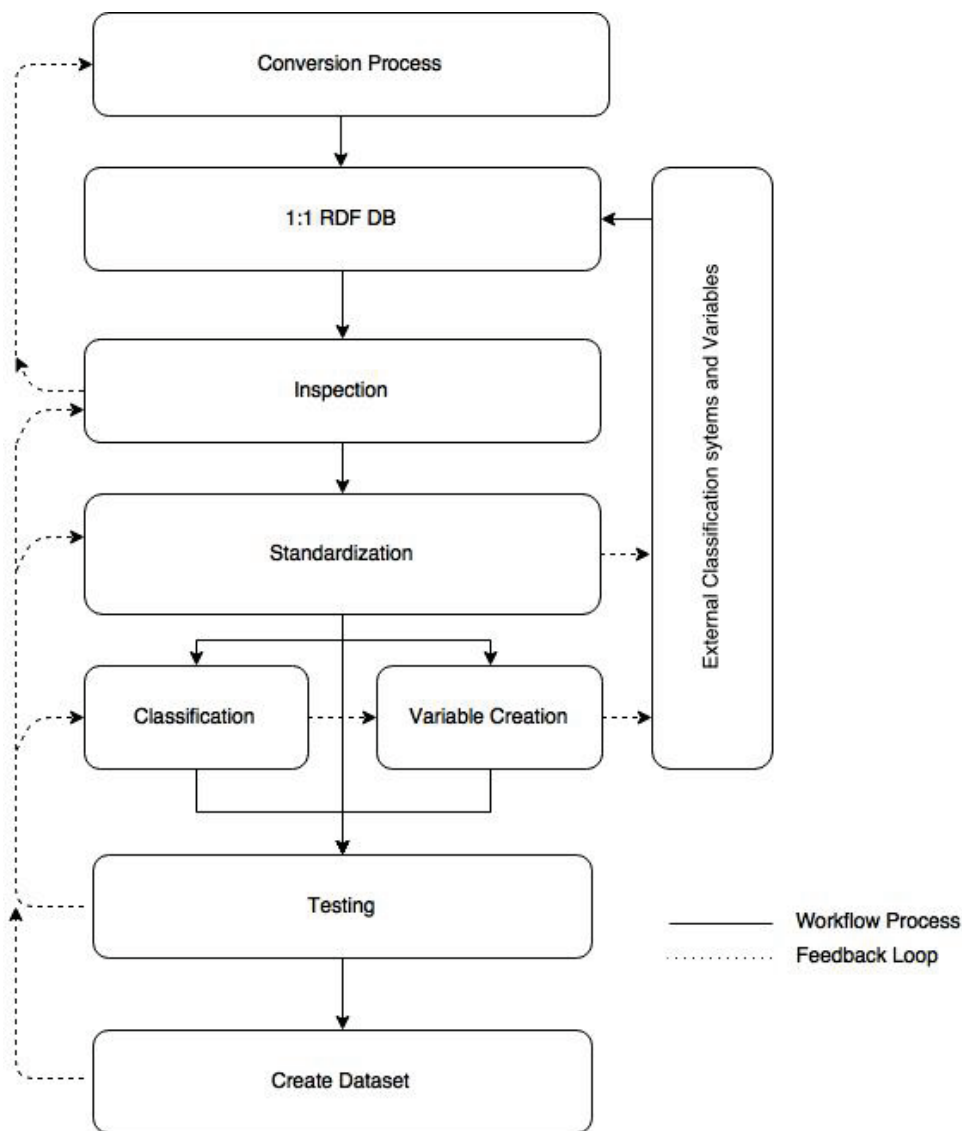 Conversion Process
1:1 RDF DB
Inspection
Standardization
External Classification sytems and Variables
Classification
Variable Creation
Testing
Workflow Process
Feedback Loop
Create Dataset